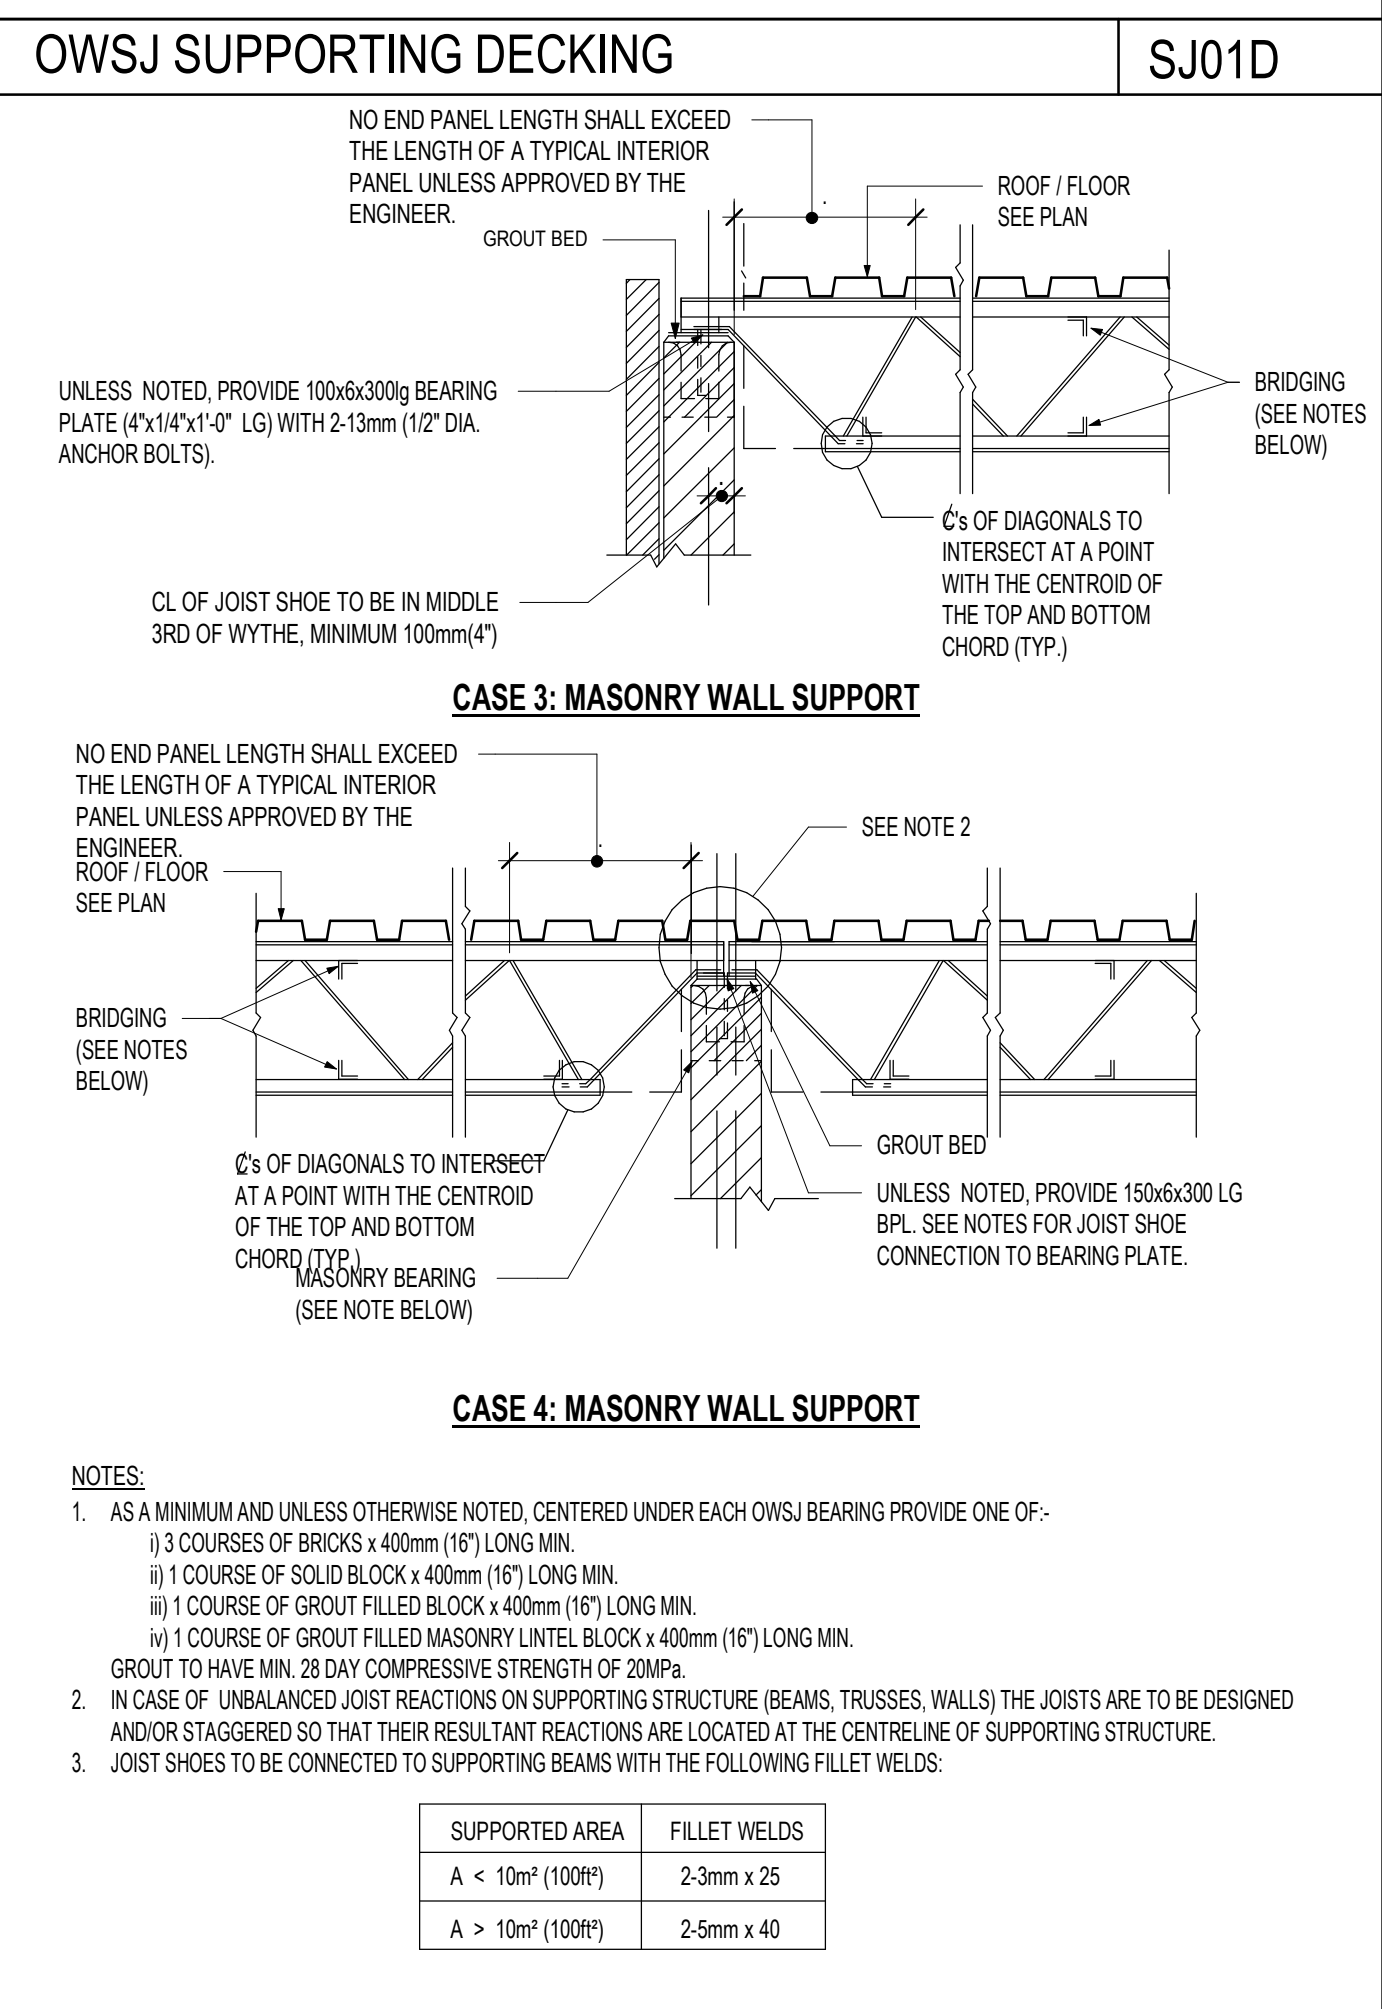 OWSJ SUPPORTING DECKING
SJ01D
NO END PANEL LENGTH SHALL EXCEED
THE LENGTH OF A TYPICAL INTERIOR
PANEL UNLESS APPROVED BY THE
ENGINEER.
ROOF / FLOOR
SEE PLAN
GROUT BED
UNLESS NOTED, PROVIDE 100x6x300lg BEARING
PLATE (4"x1/4"x1'-0" LG) WITH 2-13mm (1/2" DIA.
ANCHOR BOLTS).
BRIDGING
(SEE NOTES
BELOW)
₵'s OF DIAGONALS TO
INTERSECT AT A POINT
WITH THE CENTROID OF
THE TOP AND BOTTOM
CHORD (TYP.)
CL OF JOIST SHOE TO BE IN MIDDLE
3RD OF WYTHE, MINIMUM 100mm(4")
CASE 3: MASONRY WALL SUPPORT
NO END PANEL LENGTH SHALL EXCEED
THE LENGTH OF A TYPICAL INTERIOR
PANEL UNLESS APPROVED BY THE
ENGINEER.
ROOF / FLOOR
SEE PLAN
SEE NOTE 2
BRIDGING
(SEE NOTES
BELOW)
₵'s OF DIAGONALS TO INTERSECT
AT A POINT WITH THE CENTROID
OF THE TOP AND BOTTOM
CHORD (TYP.)
MASONRY BEARING
(SEE NOTE BELOW)
GROUT BED
UNLESS NOTED, PROVIDE 150x6x300 LG
BPL. SEE NOTES FOR JOIST SHOE
CONNECTION TO BEARING PLATE.
CASE 4: MASONRY WALL SUPPORT
NOTES:
1. AS A MINIMUM AND UNLESS OTHERWISE NOTED, CENTERED UNDER EACH OWSJ BEARING PROVIDE ONE OF:-
i) 3 COURSES OF BRICKS x 400mm (16") LONG MIN.
ii) 1 COURSE OF SOLID BLOCK x 400mm (16") LONG MIN.
iii) 1 COURSE OF GROUT FILLED BLOCK x 400mm (16") LONG MIN.
iv) 1 COURSE OF GROUT FILLED MASONRY LINTEL BLOCK x 400mm (16") LONG MIN.
GROUT TO HAVE MIN. 28 DAY COMPRESSIVE STRENGTH OF 20MPa.
2. IN CASE OF UNBALANCED JOIST REACTIONS ON SUPPORTING STRUCTURE (BEAMS, TRUSSES, WALLS) THE JOISTS ARE TO BE DESIGNED
AND/OR STAGGERED SO THAT THEIR RESULTANT REACTIONS ARE LOCATED AT THE CENTRELINE OF SUPPORTING STRUCTURE.
3. JOIST SHOES TO BE CONNECTED TO SUPPORTING BEAMS WITH THE FOLLOWING FILLET WELDS:
SUPPORTED AREA FILLET WELDS
A < 10m² (100ft²) 2-3mm x 25
A > 10m² (100ft²) 2-5mm x 40